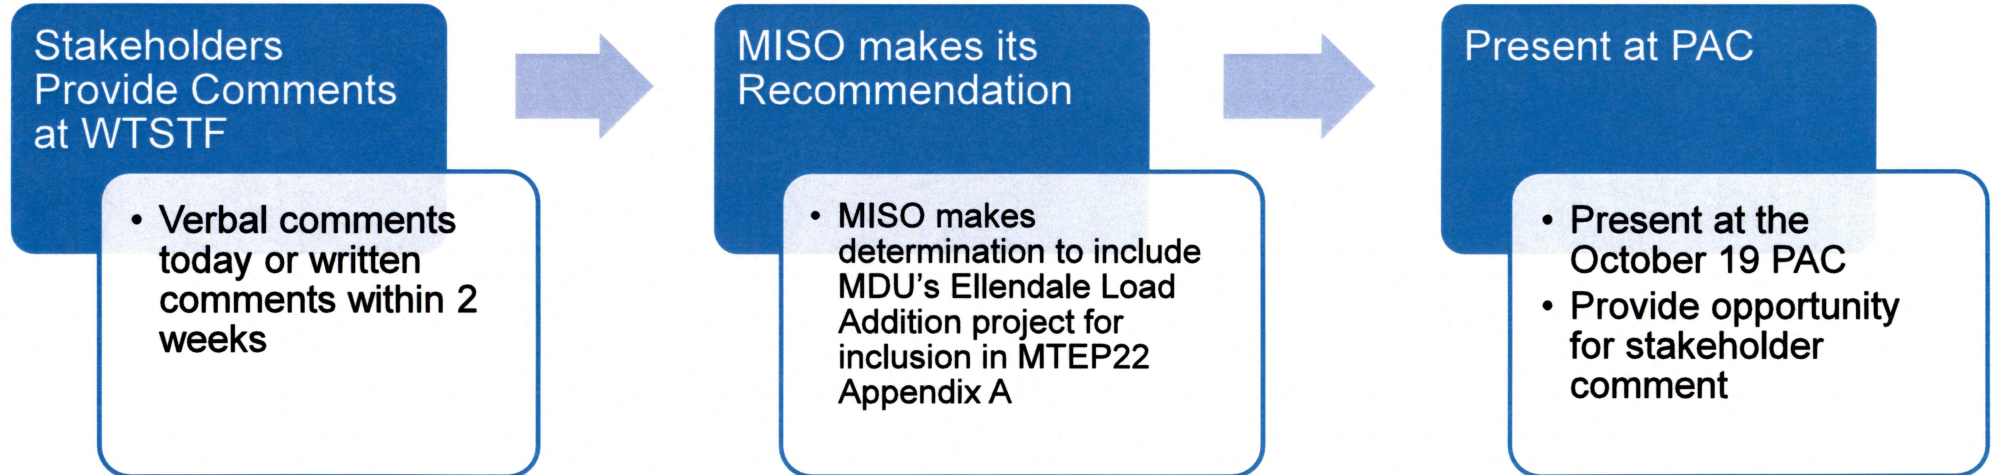 Stakeholders
Provide Comments
at WTSTF
• Verbal comments
today or written
comments within 2
weeks
MISO makes its
Recommendation
• MISO makes
determination to include
MDU's Ellendale Load
Addition project for
inclusion in MTEP22
Appendix A
Present at PAC
• Present at the
October 19 PAC
• Provide opportunity
for stakeholder
comment